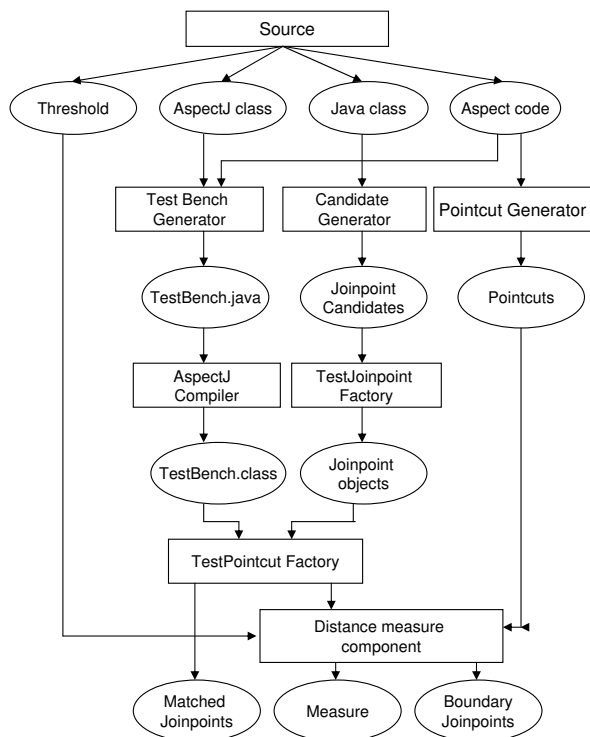 Source
Threshold
AspectJ class
Java class
Aspect code
Test Bench
Generator
Candidate
Generator
Pointcut Generator
TestBench.java
Joinpoint
Candidates
Pointcuts
AspectJ
Compiler
TestJoinpoint
Factory
TestBench.class
Joinpoint
objects
TestPointcut Factory
Distance measure
component
Matched
Joinpoints
Measure
Boundary
Joinpoints